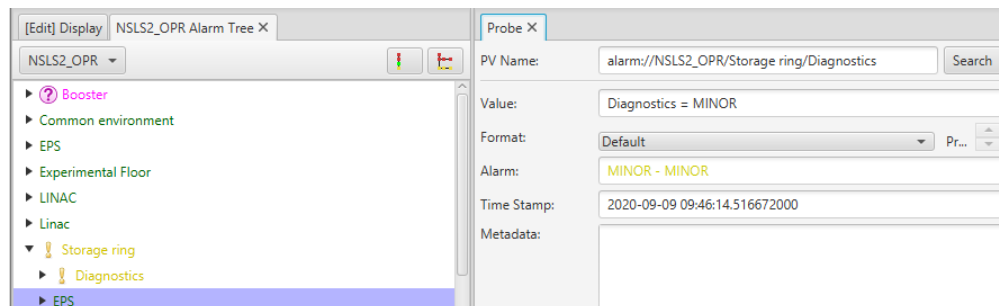 [Edit] Display NSLS2_OPR Alarm Tree X
NSLS2_OPR
Booster
Common environment
EPS
Experimental Floor
LINAC
Linac
Storage ring
Diagnostics
EPS
Probe X
PV Name: alarm://NSLS2_OPR/Storage ring/Diagnostics Search
Value: Diagnostics = MINOR
Format: Default Pr...
Alarm: MINOR - MINOR
Time Stamp: 2020-09-09 09:46:14.516672000
Metadata: